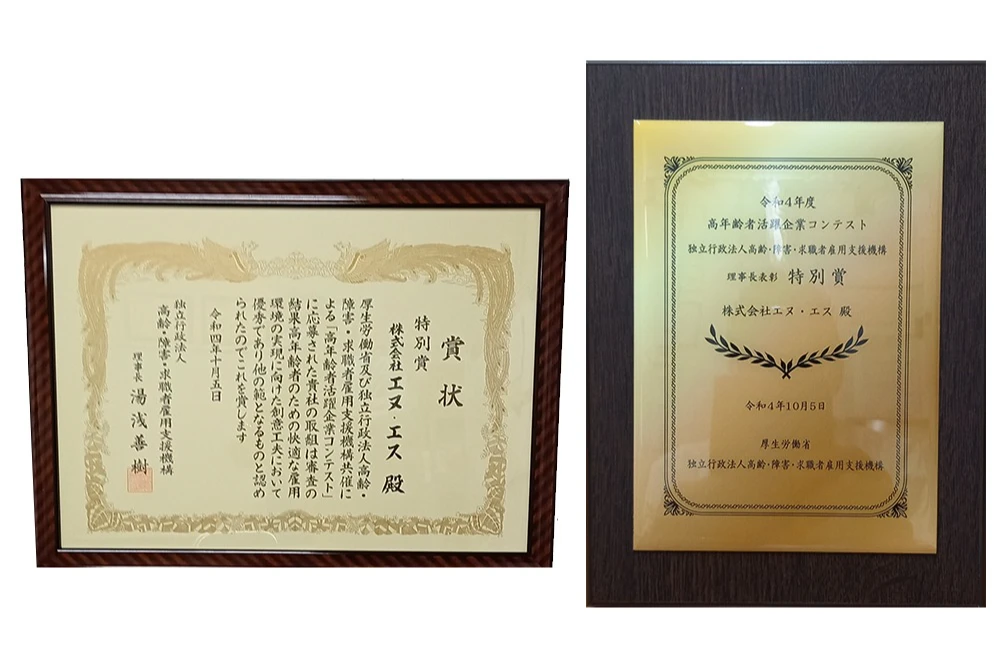 賞状
特別賞
株式会社エヌ・エス 殿
厚生労働省及び独立行政法人高齢・
障害・求職者雇用支援機構共催に
よる「高年齢者活躍企業コンテスト」
に応募された貴社の取組は審査の
結果高年齢者のための快適な雇用
環境の実現に向けた創意工夫において
優秀であり他の範となるものと認め
られたのでこれを賞します
令和四年十月五日
独立行政法人
高齢・障害・求職者雇用支援機構
理事長 湯浅善樹
令和4年度
高年齢者活躍企業コンテスト
独立行政法人高齢・障害・求職者雇用支援機構
理事長表彰 特別賞
株式会社エヌ・エス 殿
令和4年10月5日
厚生労働省
独立行政法人高齢・障害・求職者雇用支援機構